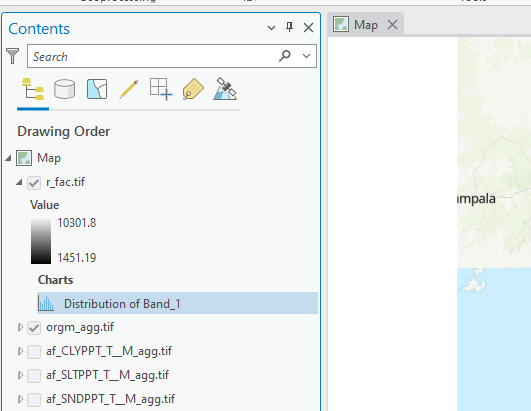 Contents
Search
Drawing Order
Map
r_fac.tif
Value
10301.8
1451.19
Charts
Distribution of Band_1
orgm_agg.tif
af_CLYPPT_T__M_agg.tif
af_SLTPPT_T__M_agg.tif
af_SNDPPT_T__M_agg.tif
Map
ampala